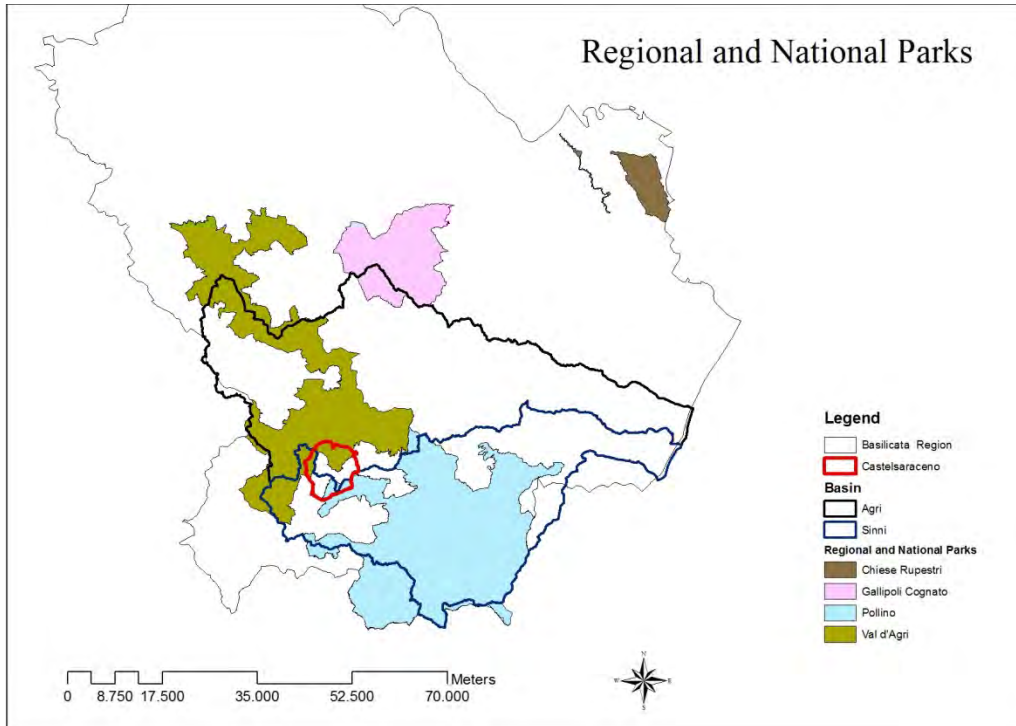 Regional and National Parks
Legend
Basilicata Region
Castelsaraceno
Basin
Agri
Sinni
Regional and National Parks
Chiese Rupestri
Gallipoli Cognato
Pollino
Val d'Agri
Meters
0 8.750 17.500 35.000 52.500 70.000
N
W E
S